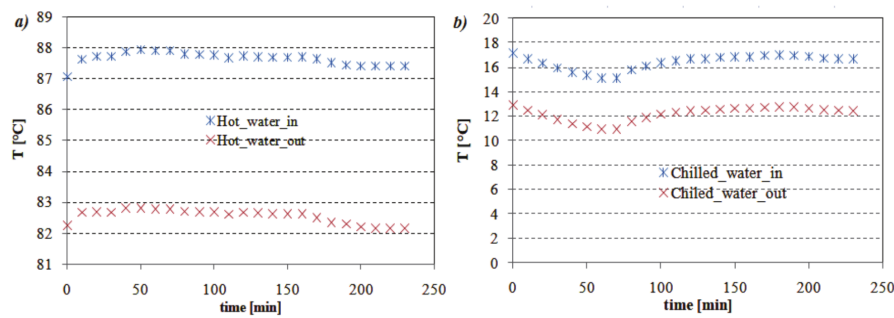 a)
89
88
87
86
85
84
83
82
81
T [°C]
Hot_water_in
Hot_water_out
0 50 100 150 200 250
time [min]
b)
20
18
16
14
12
10
8
6
4
2
0
T [°C]
Chilled_water_in
Chiled_water_out
0 50 100 150 200 250
time [min]